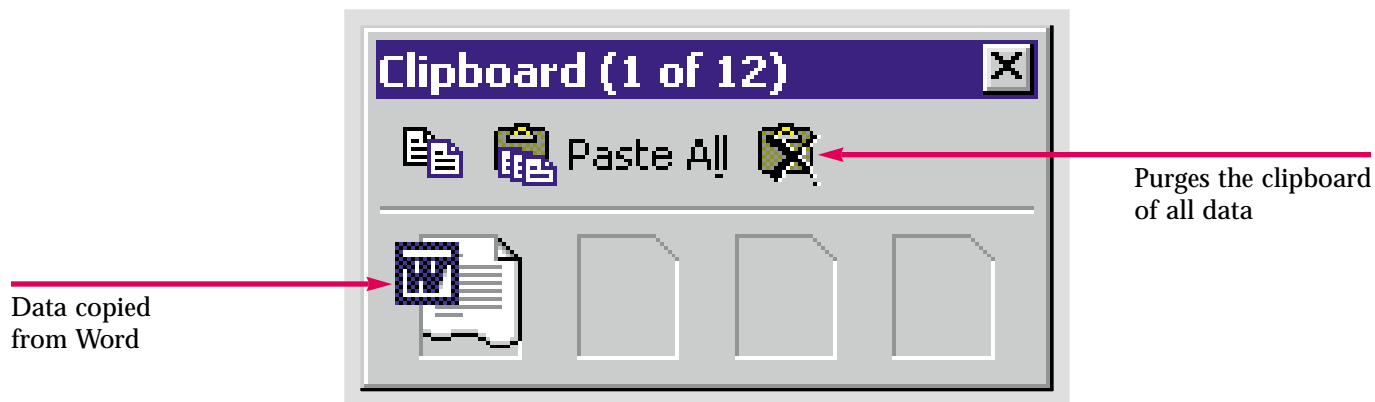 Clipboard (1 of 12)
Paste All
Purges the clipboard
of all data
W
Data copied
from Word